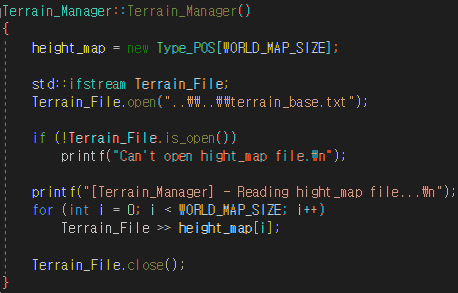 Terrain_Manager::Terrain_Manager()
{
height_map = new Type_POS[WORLD_MAP_SIZE];
std::ifstream Terrain_File;
Terrain_File.open("..₩₩..₩₩terrain_base.txt");
if (!Terrain_File.is_open())
printf("Can't open hight_map file.₩n");
printf("[Terrain_Manager] - Reading hight_map file...₩n");
for (int i = 0; i < WORLD_MAP_SIZE; i++)
Terrain_File >> height_map[i];
Terrain_File.close();
}